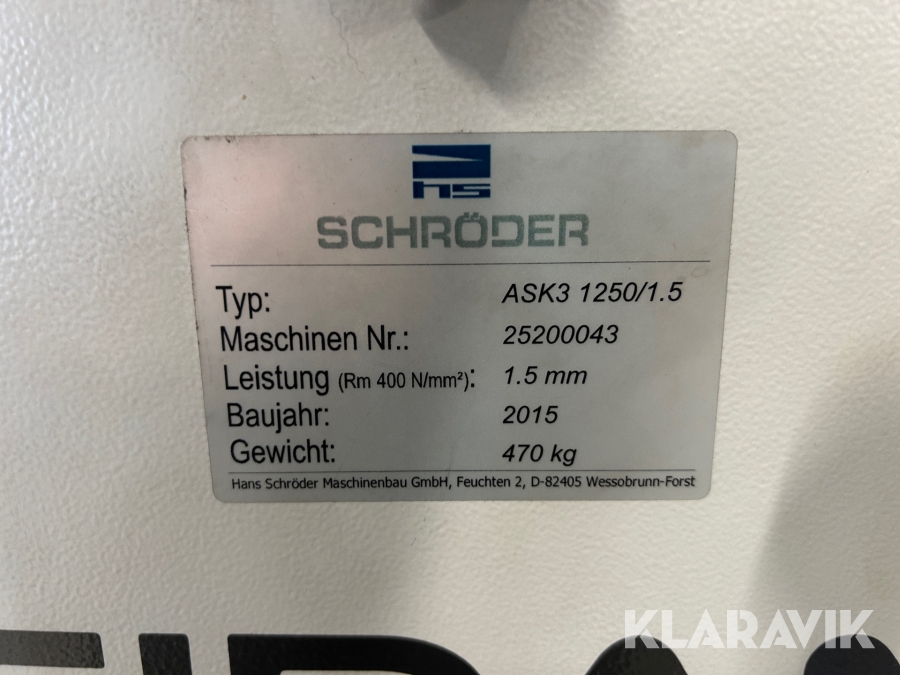 hs
SCHRÖDER
Typ: ASK3 1250/1.5
Maschinen Nr.: 25200043
Leistung (Rm 400 N/mm²): 1.5 mm
Baujahr: 2015
Gewicht: 470 kg
Hans Schröder Maschinenbau GmbH, Feuchten 2, D-82405 Wessobrunn-Forst
KLARAVIK